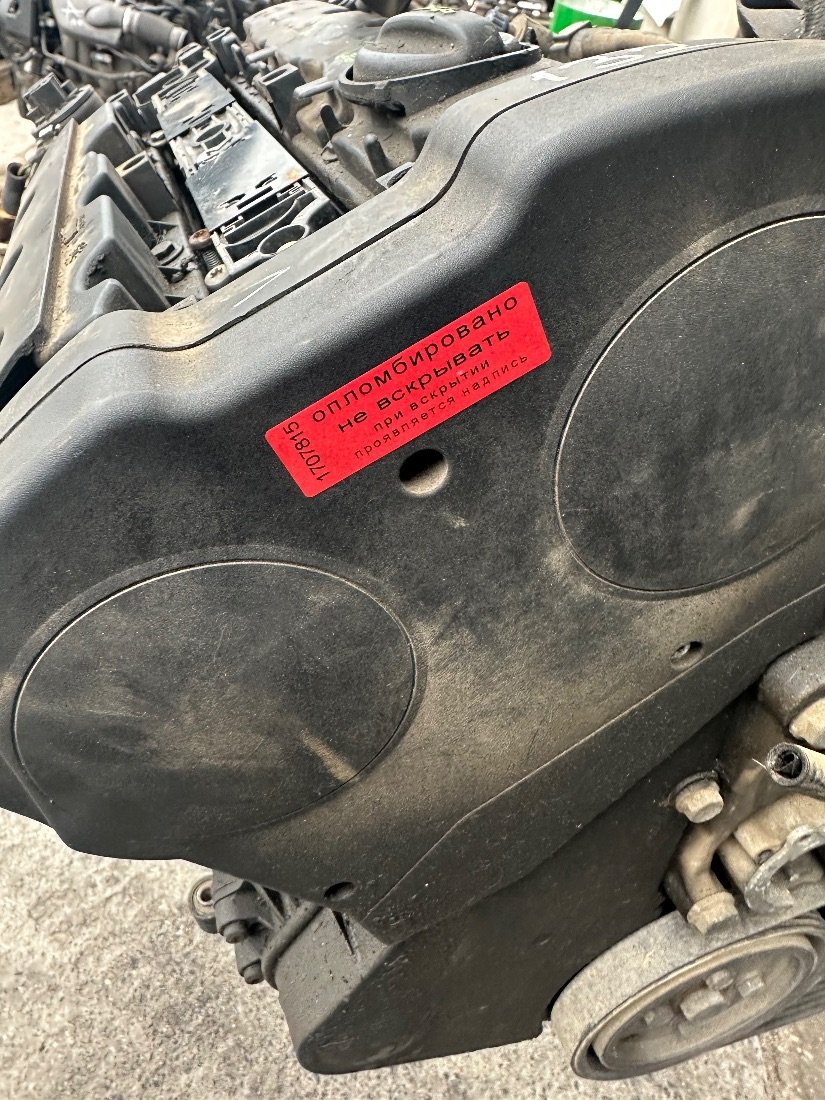 опломбировано
не вскрывать
при вскрытии
проявляется надпись
1707815